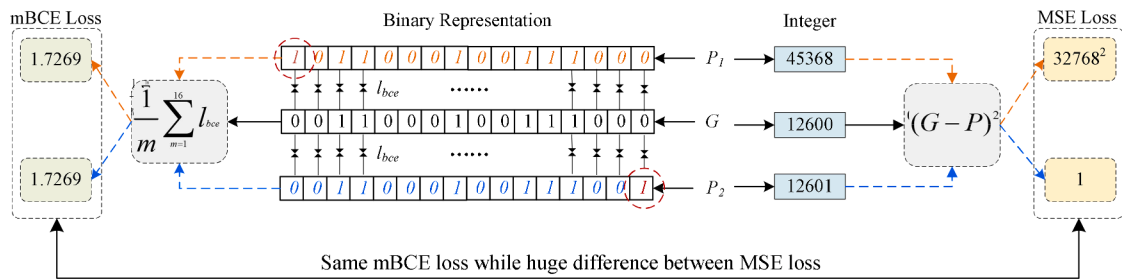 mBCE Loss
Binary Representation
Integer
MSE Loss
1.7269
1 0 1 1 0 0 0 1 0 0 1 1 1 0 0 0
P₁
45368
32768²
l_bce ......
1/m ∑ m=1 16 l_bce
0 0 1 1 0 0 0 1 0 0 1 1 1 0 0 0
G
12600
(G − P)²
l_bce ......
1.7269
0 0 1 1 0 0 0 1 0 0 1 1 1 0 0 1
P₂
12601
1
Same mBCE loss while huge difference between MSE loss